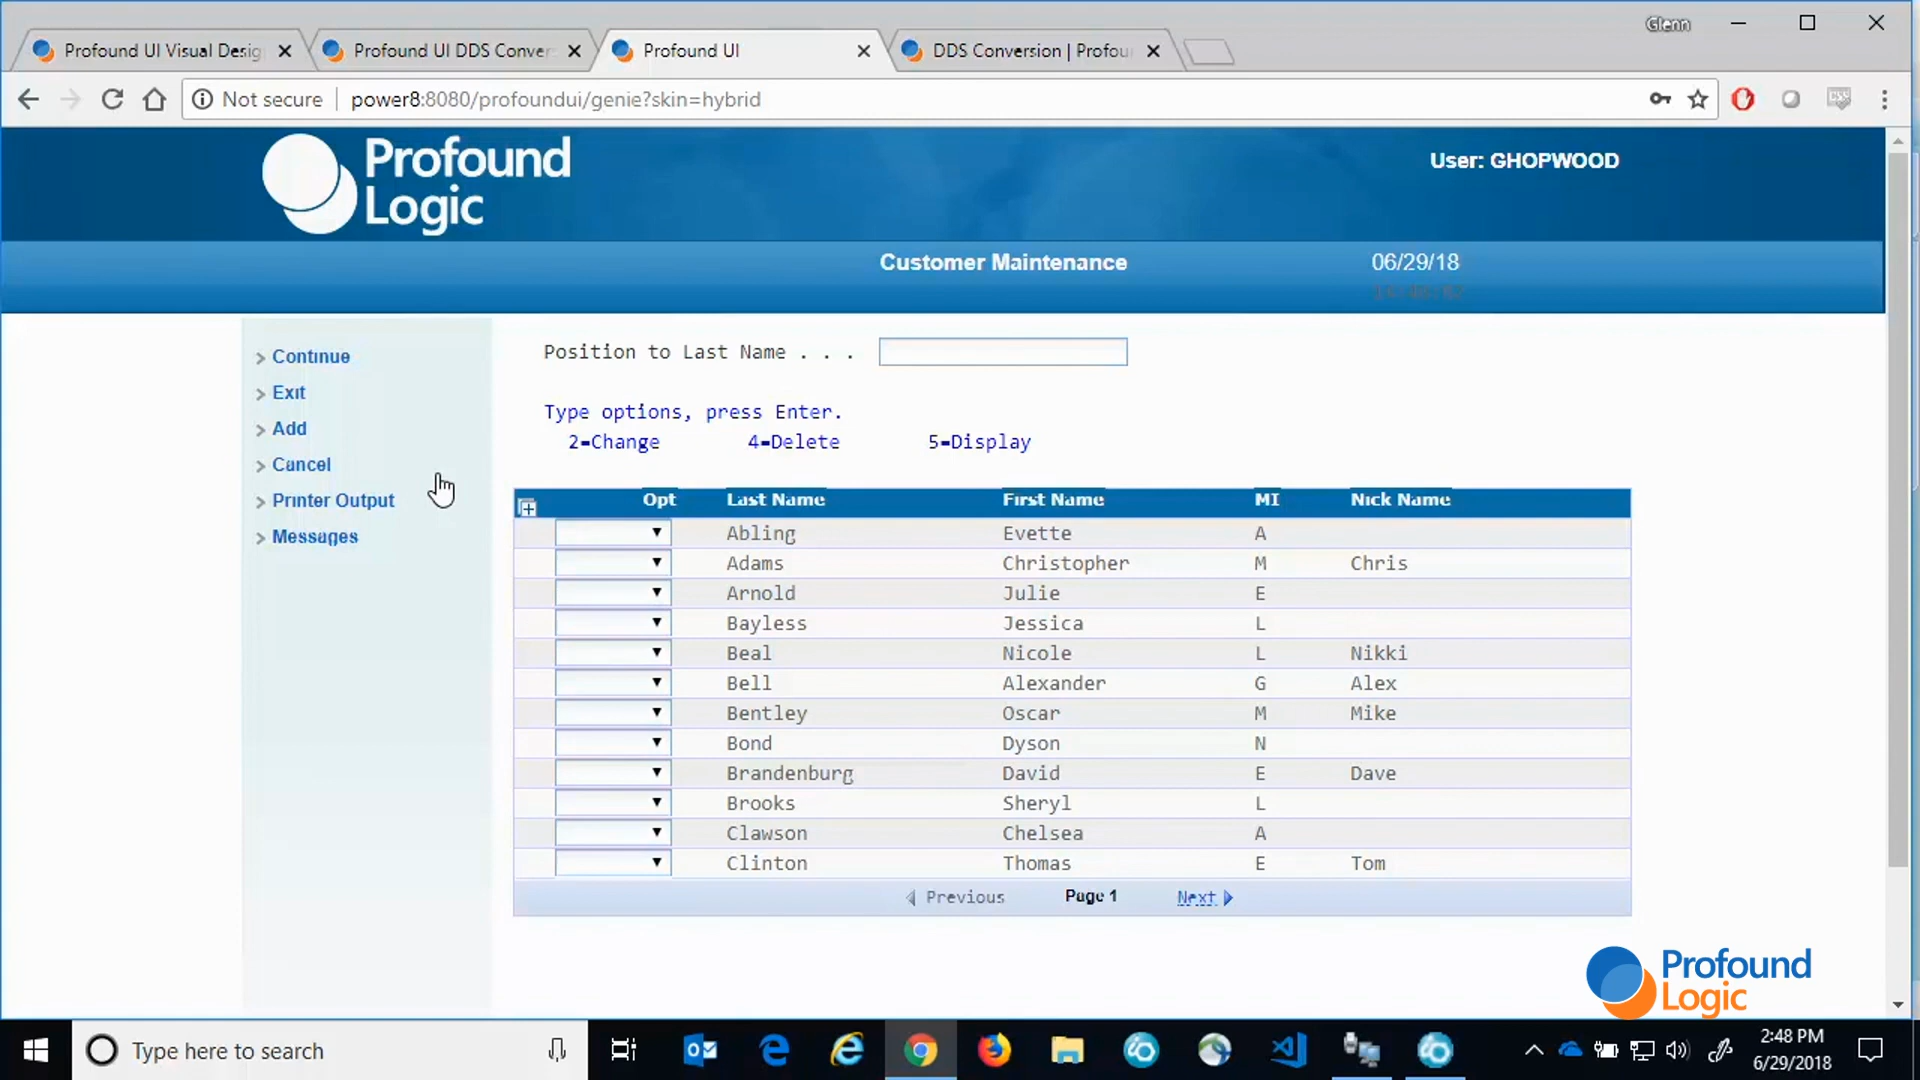 Glenn
Profound UI Visual Desig
Profound UI DDS Conver
Profound UI
DDS Conversion | Profou
Not secure
power8:8080/profoundui/genie?skin=hybrid
Profound
Logic
User: GHOPWOOD
Customer Maintenance
06/29/18
Continue
Exit
Add
Cancel
Printer Output
Messages
Position to Last Name . . .
Type options, press Enter.
2=Change 4=Delete 5=Display
Opt Last Name First Name MI Nick Name
Abling Evette A
Adams Christopher M Chris
Arnold Julie E
Bayless Jessica L
Beal Nicole L Nikki
Bell Alexander G Alex
Bentley Oscar M Mike
Bond Dyson N
Brandenburg David E Dave
Brooks Sheryl L
Clawson Chelsea A
Clinton Thomas E Tom
Previous Page 1 Next
Profound
Logic
Type here to search
2:48 PM
6/29/2018